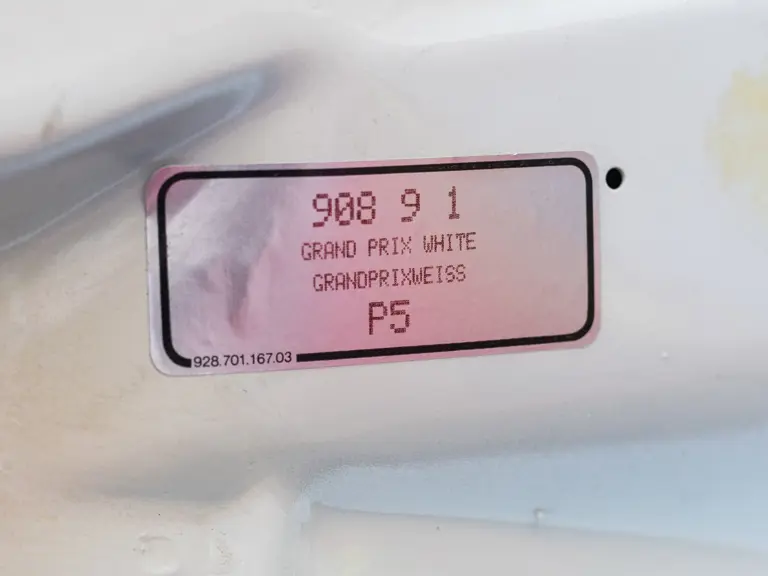 908 9 1
GRAND PRIX WHITE
GRANDPRIXWEISS
P5
928.701.167.03